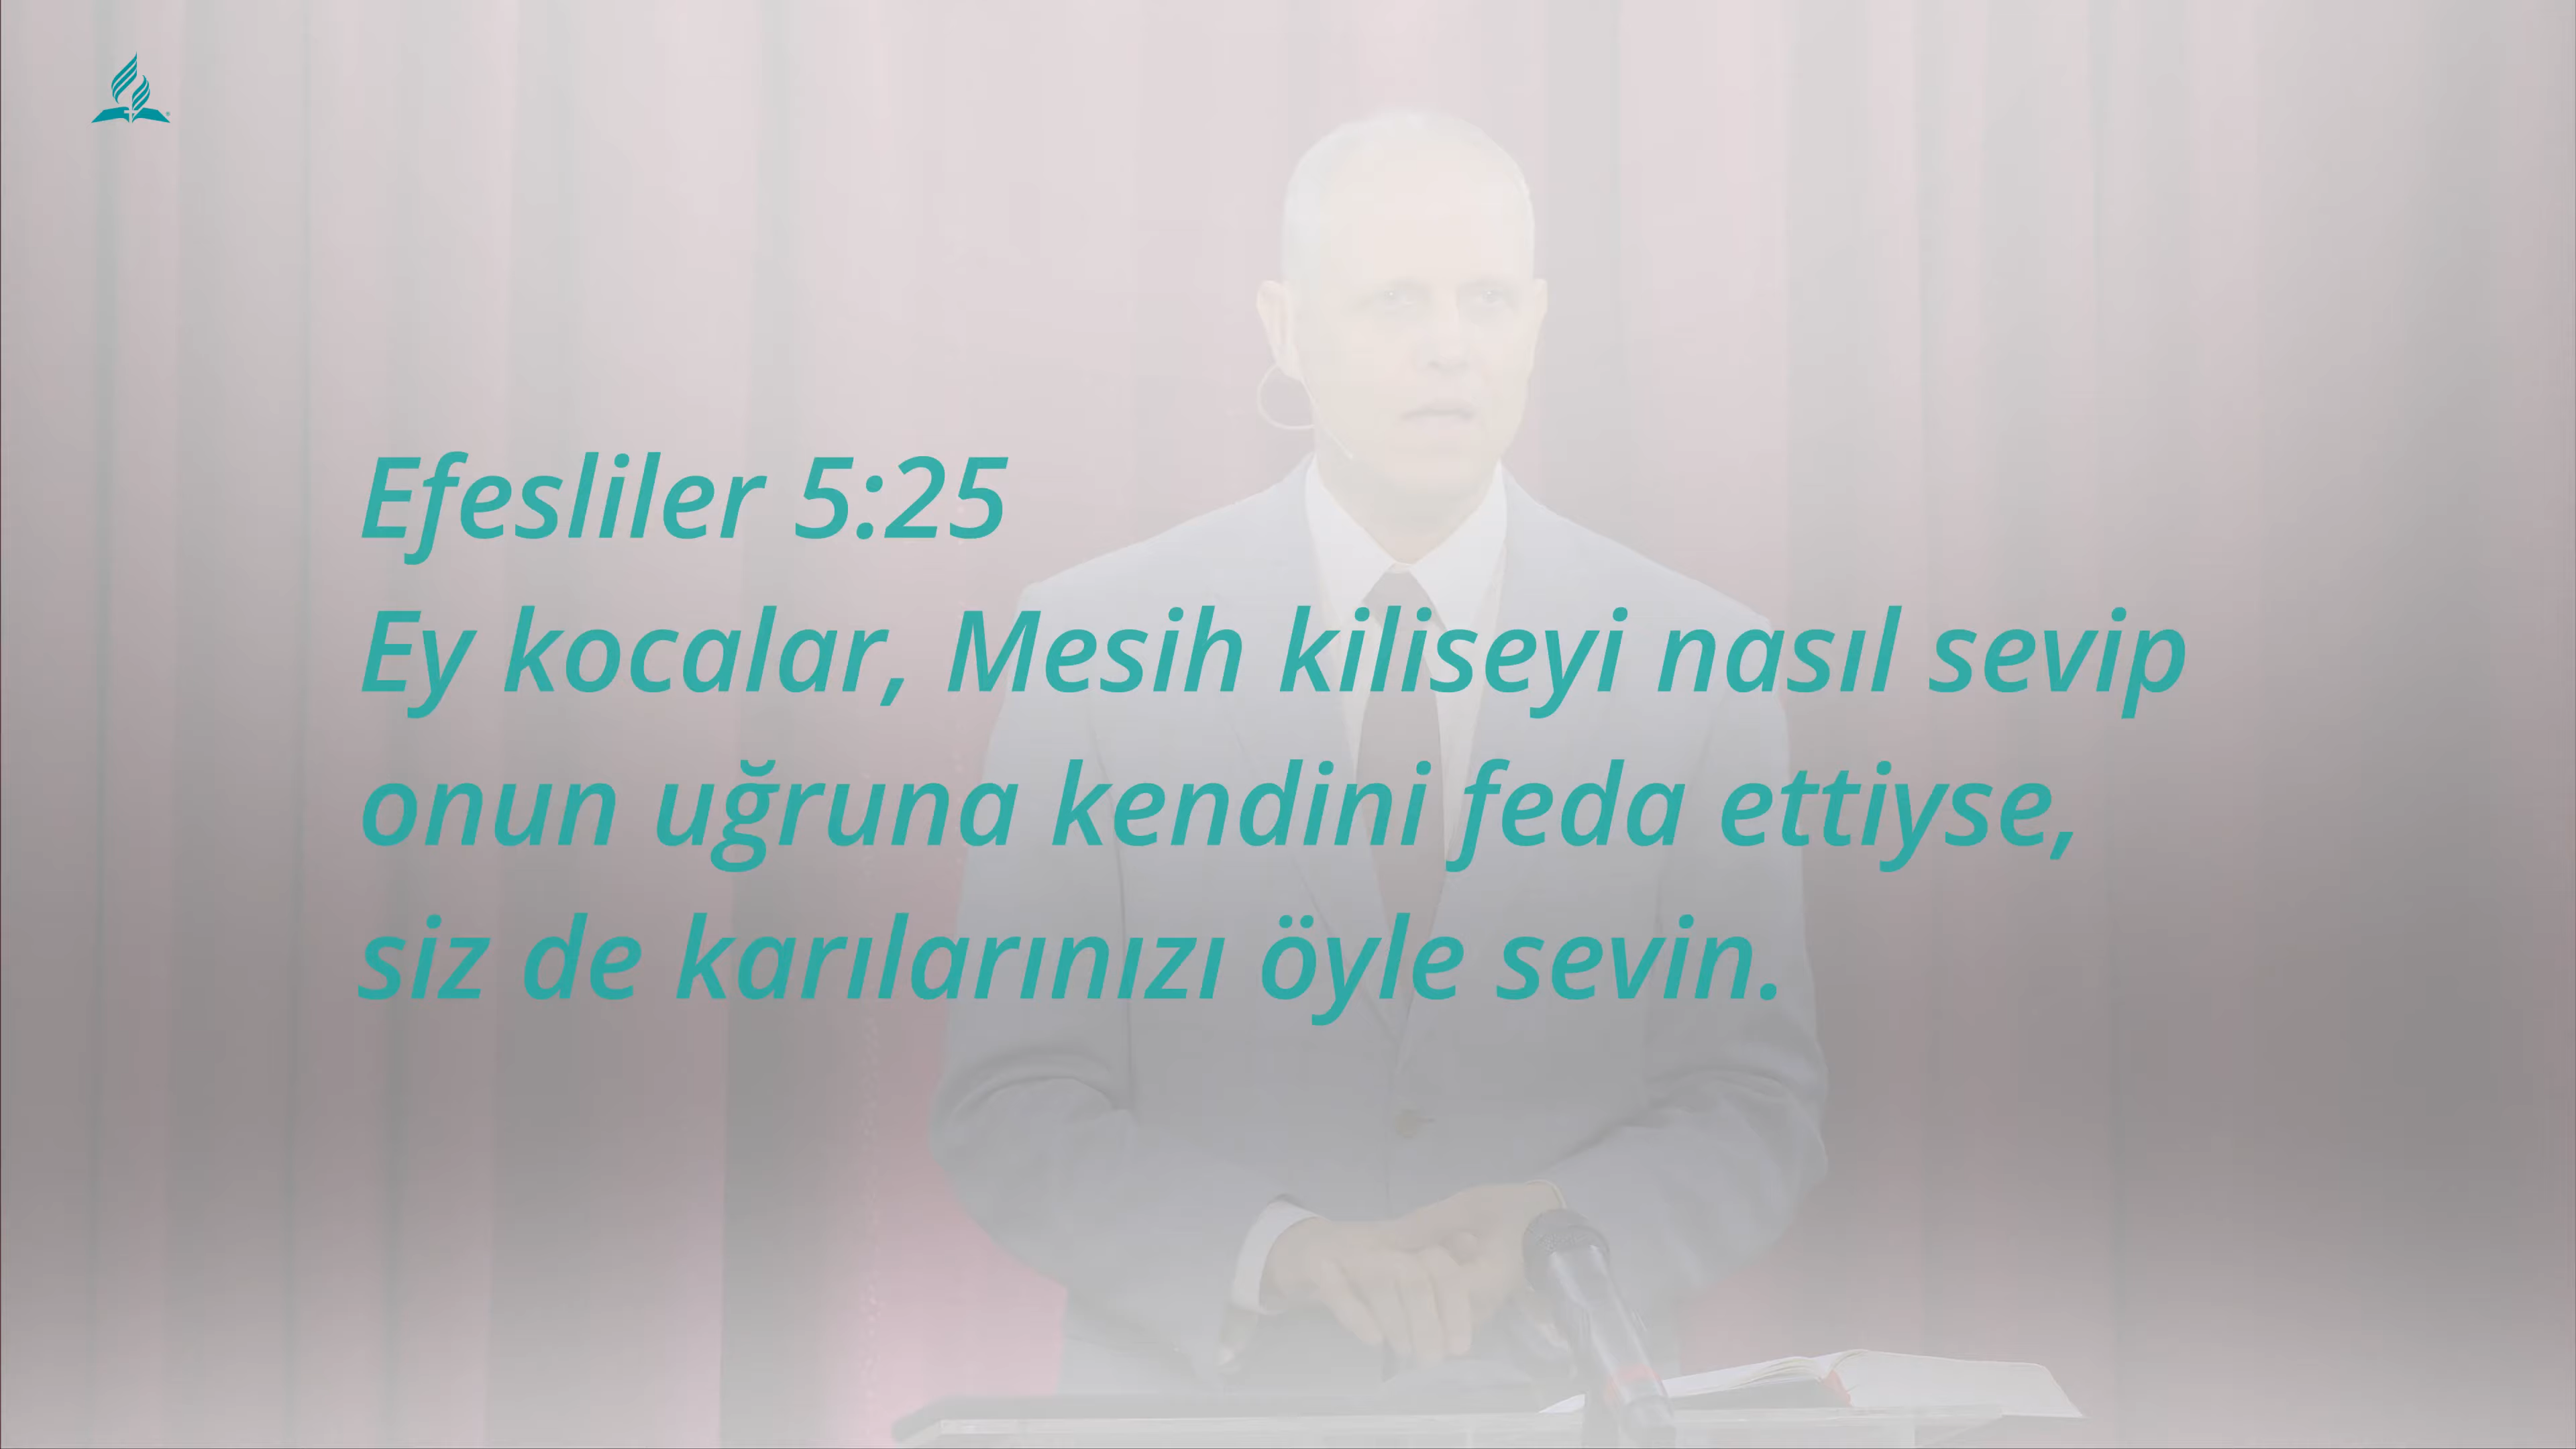 Efesliler 5:25
Ey kocalar, Mesih kiliseyi nasıl sevip
onun uğruna kendini feda ettiyse,
siz de karılarınızı öyle sevin.